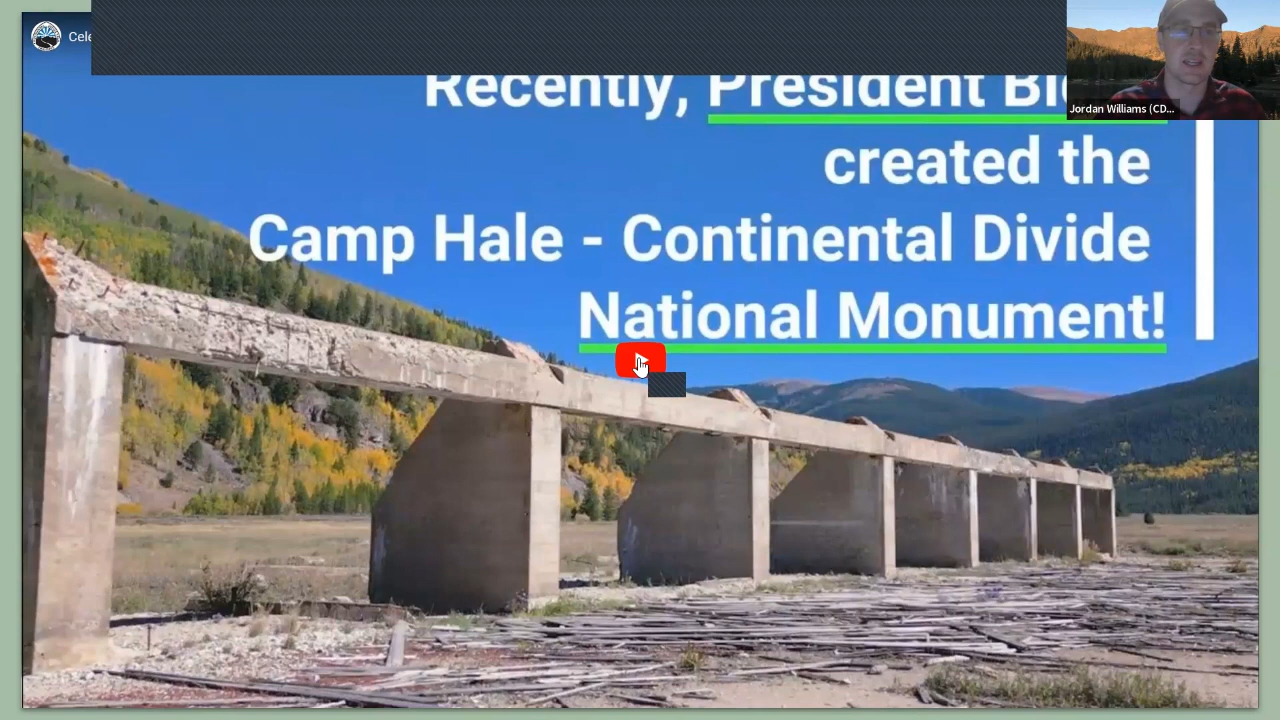 Cele
Jordan Williams (CD...
Recently, President Bi
created the
Camp Hale - Continental Divide
National Monument!